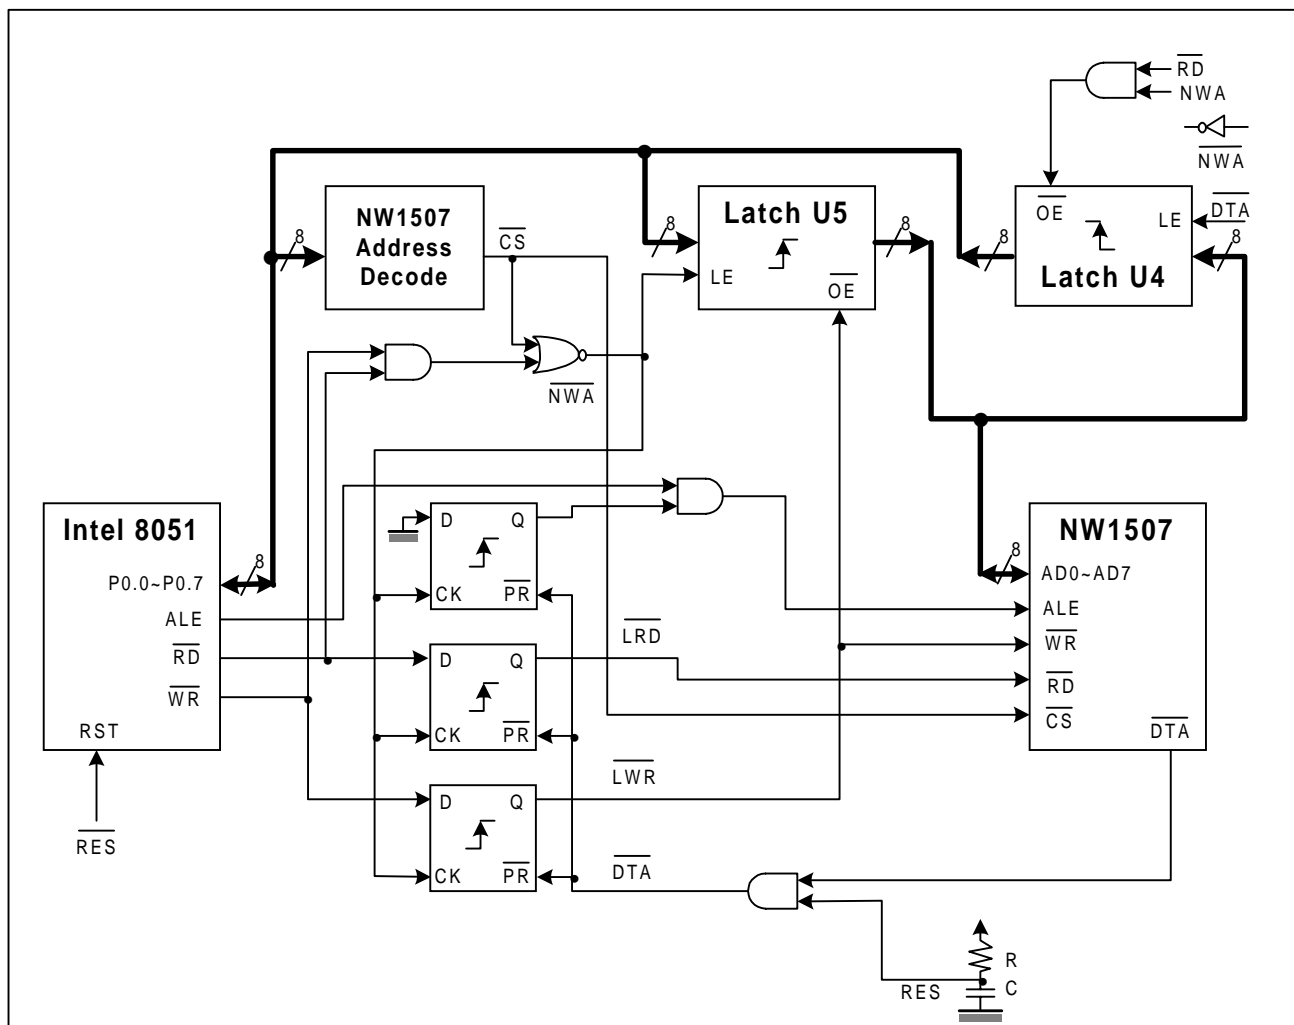 RD
NWA
NWA
NW1507
Address
Decode
CS
8
8
Latch U5
LE
OE
8
8
OE
LE
DTA
8
Latch U4
NWA
Intel 8051
P0.0~P0.7
8
ALE
RD
WR
RST
RES
D
Q
CK
PR
D
Q
CK
PR
D
Q
CK
PR
LRD
LWR
DTA
NW1507
8
AD0~AD7
ALE
WR
RD
CS
DTA
R
C
RES